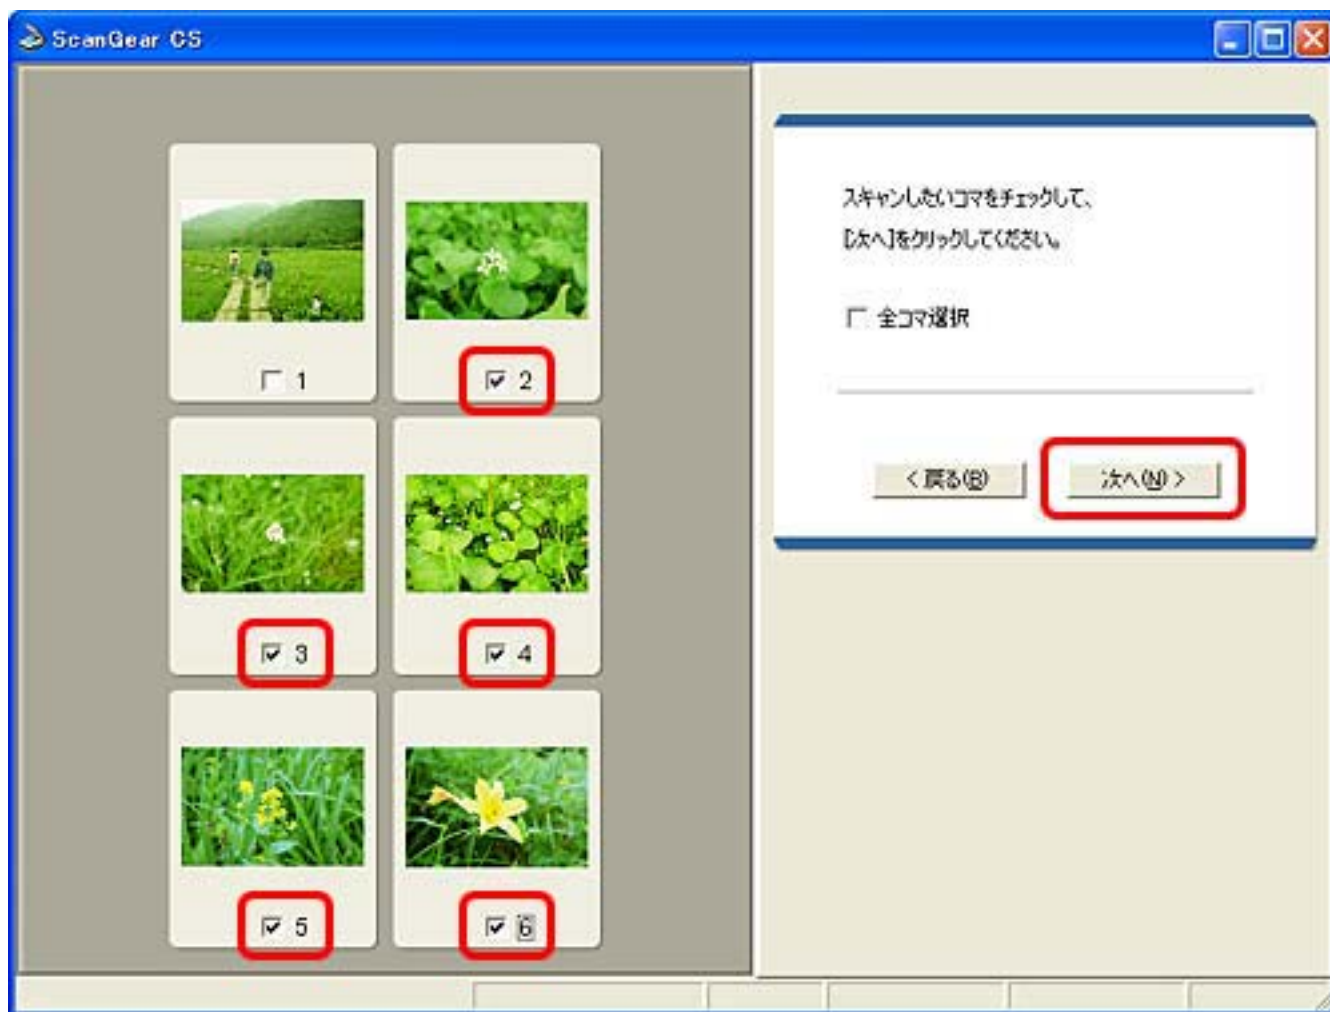 ScanGear CS
1
2
3
4
5
6
スキャンしたいコマをチェックして、
[次へ]をクリックしてください。
全コマ選択
< 戻る(B)
次へ(N) >